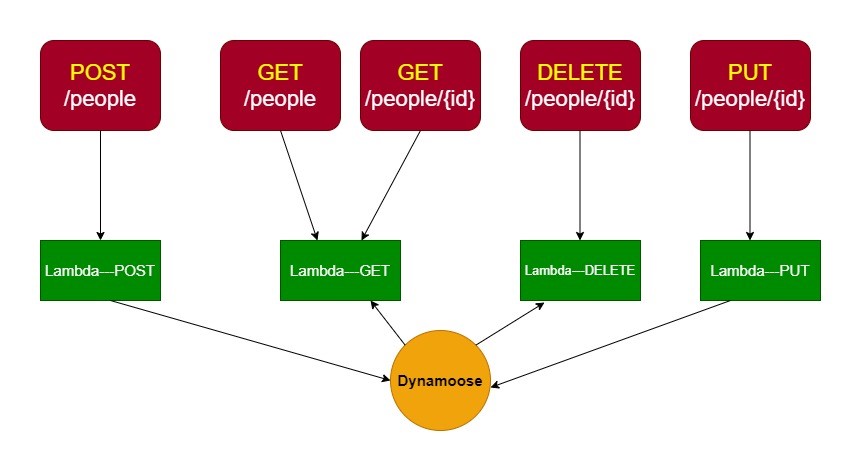 POST
/people
GET
/people
GET
/people/{id}
DELETE
/people/{id}
PUT
/people/{id}
Lambda---POST
Lambda---GET
Lambda---DELETE
Lambda---PUT
Dynamoose